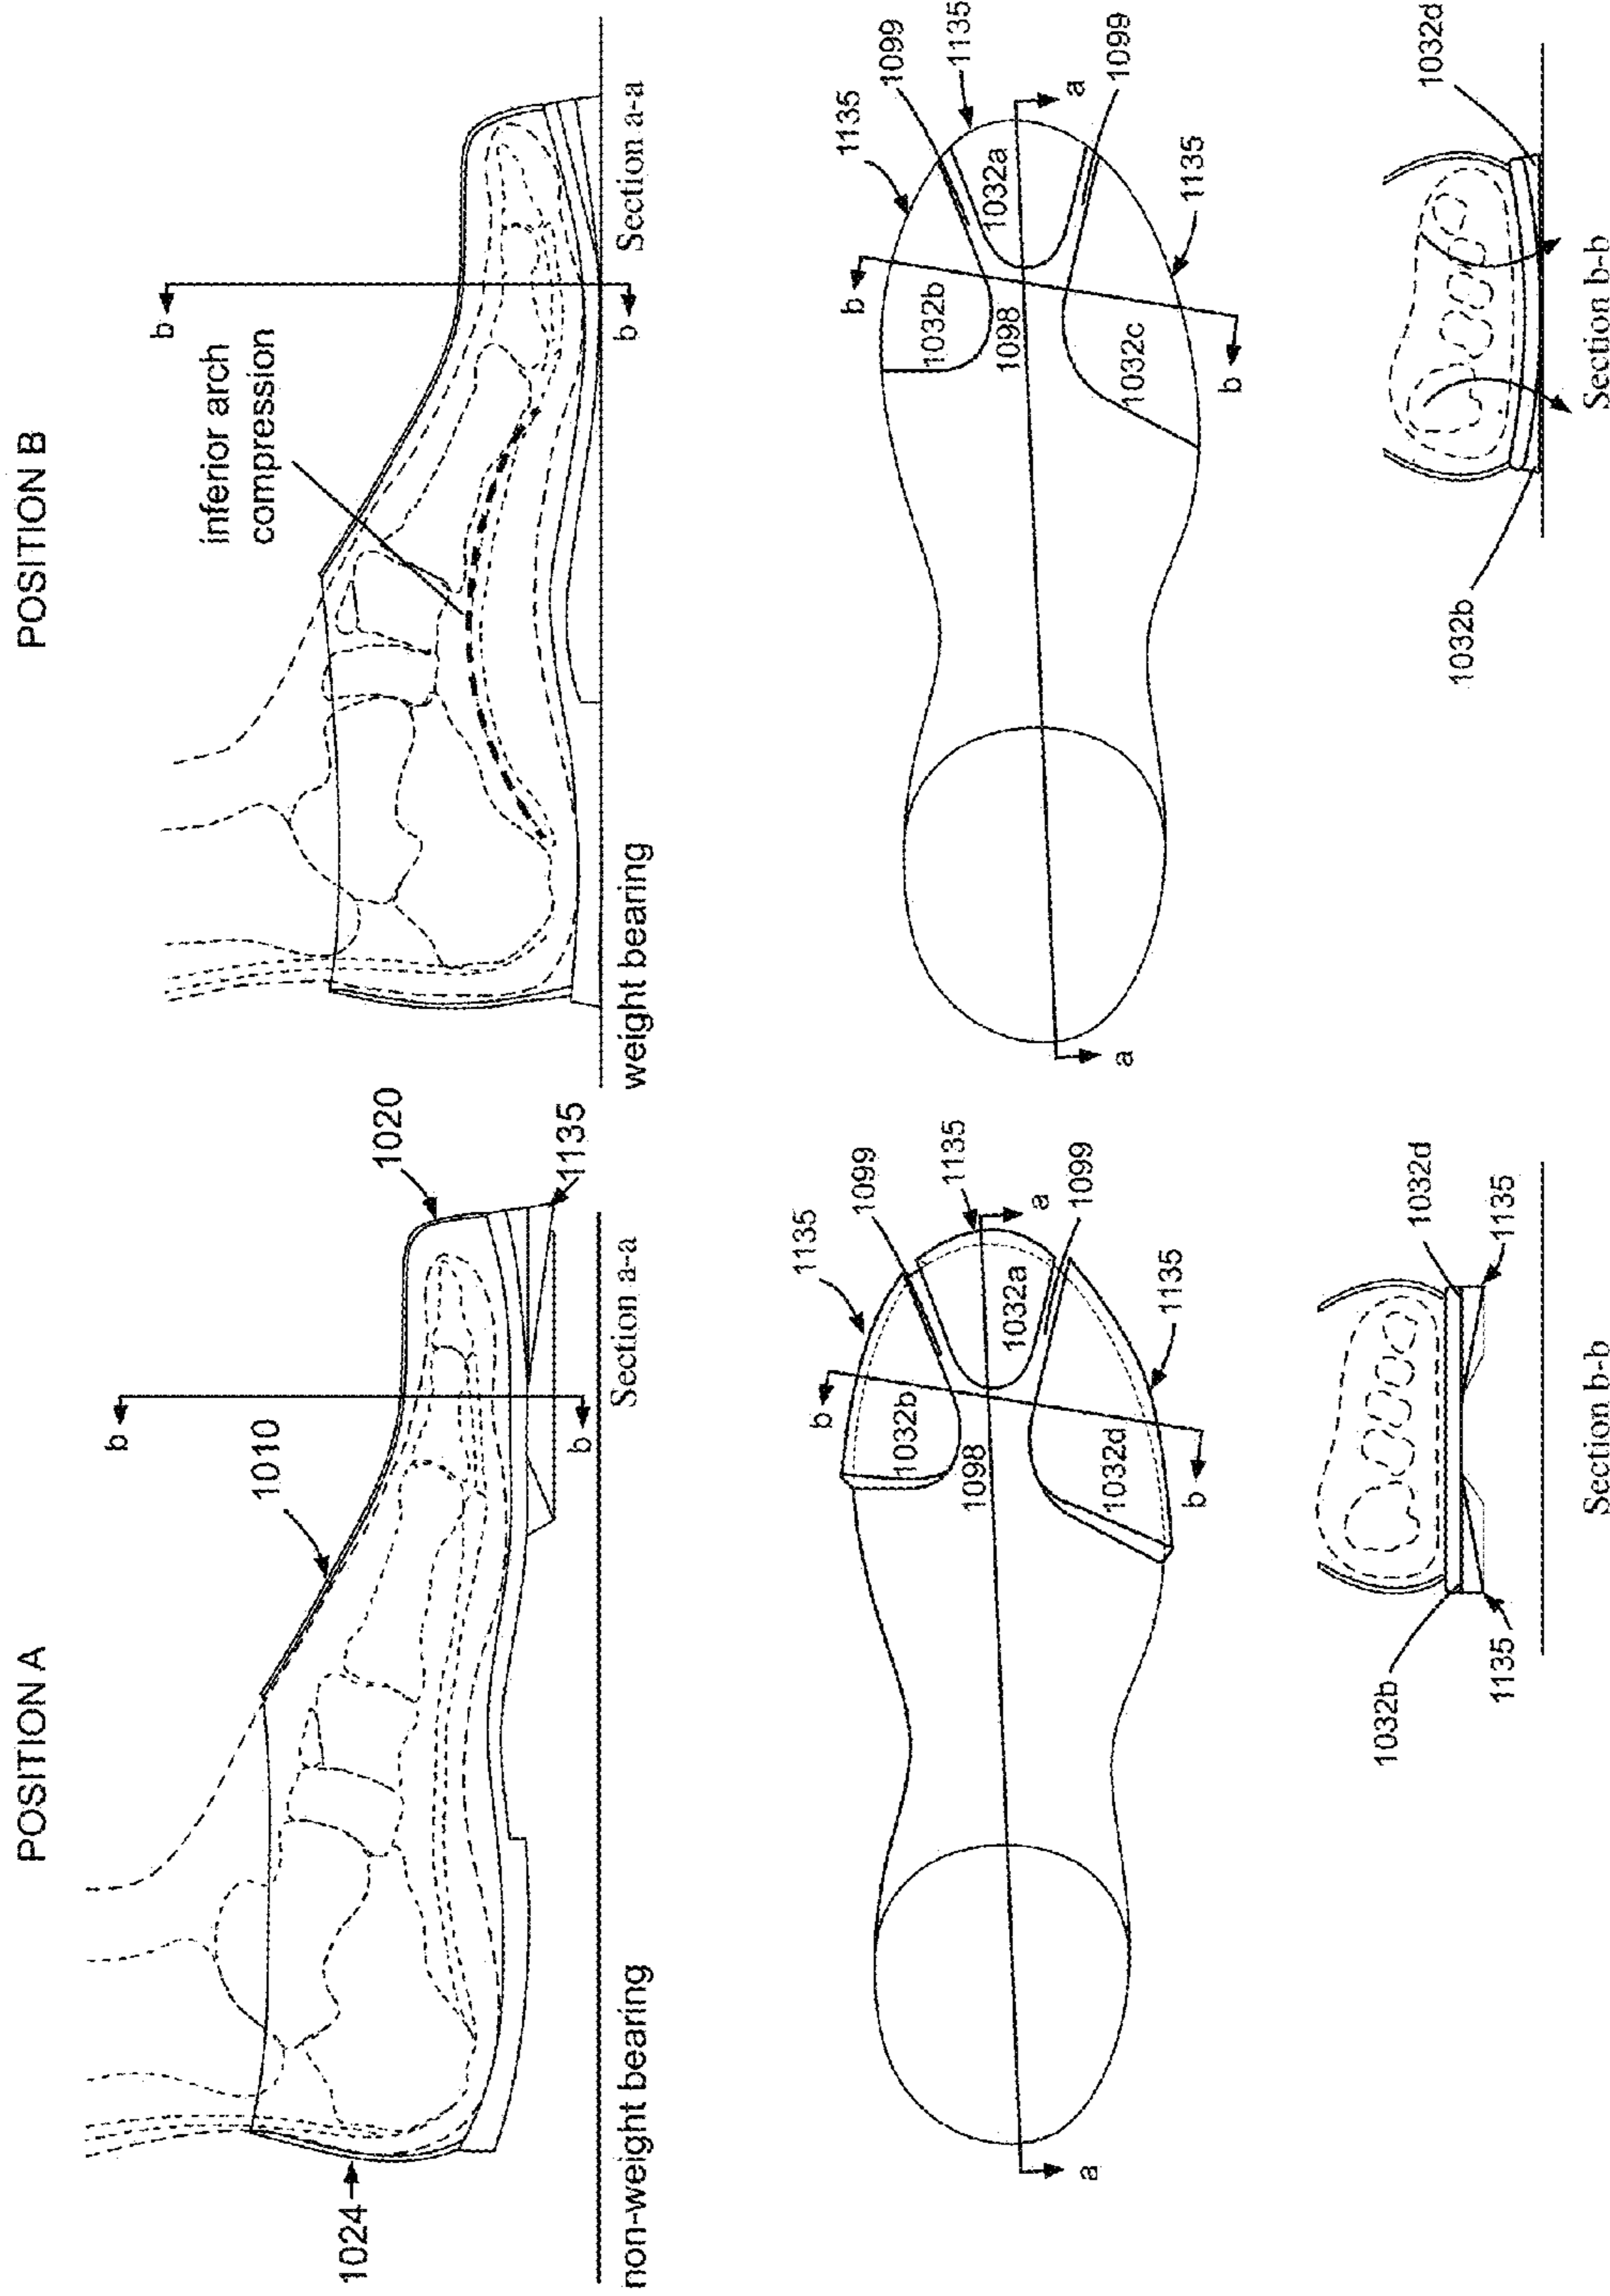 POSITION A
b
1010
1020
1024
b
1135
Section a-a
non-weight bearing
POSITION B
b
inferior arch
compression
b
Section a-a
weight bearing
1135
1099
1135
b
a
1032b
1032a
1098
1099
1032d
1135
b
a
1135
1099
1135
b
a
1032b
1032a
1098
1099
1032c
1135
b
a
1032b
1032d
1135
1135
Section b-b
1032d
1032b
Section b-b